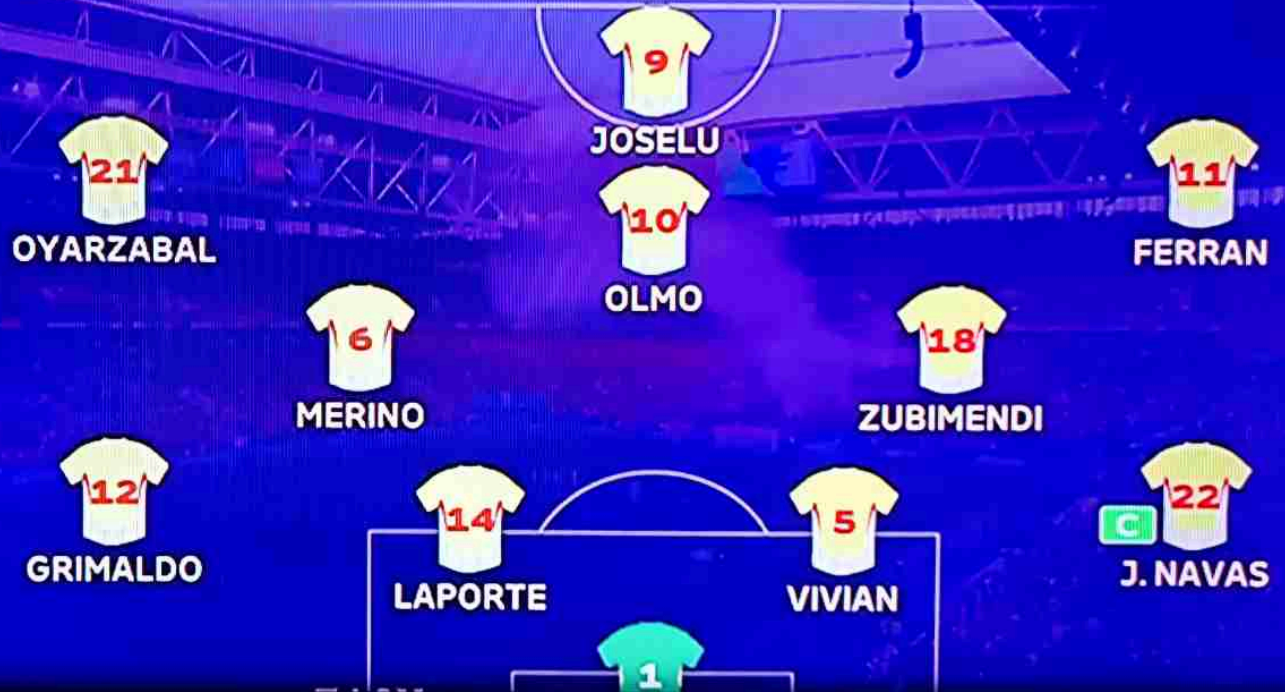 9
JOSELU
21
OYARZABAL
11
FERRAN
10
OLMO
6
MERINO
18
ZUBIMENDI
12
GRIMALDO
14
LAPORTE
5
VIVIAN
C
22
J. NAVAS
1